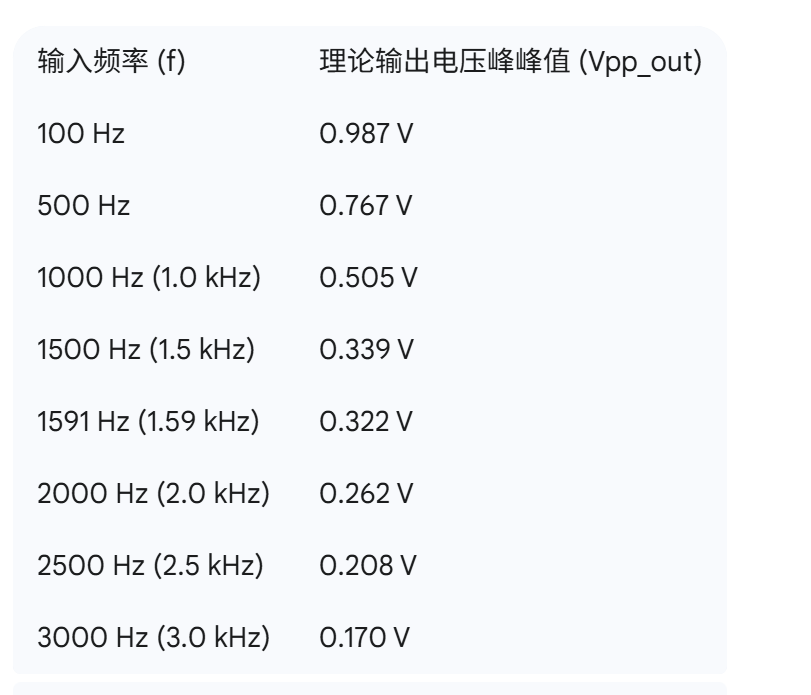 输入频率 (f) 理论输出电压峰峰值 (Vpp_out)
100 Hz 0.987 V
500 Hz 0.767 V
1000 Hz (1.0 kHz) 0.505 V
1500 Hz (1.5 kHz) 0.339 V
1591 Hz (1.59 kHz) 0.322 V
2000 Hz (2.0 kHz) 0.262 V
2500 Hz (2.5 kHz) 0.208 V
3000 Hz (3.0 kHz) 0.170 V